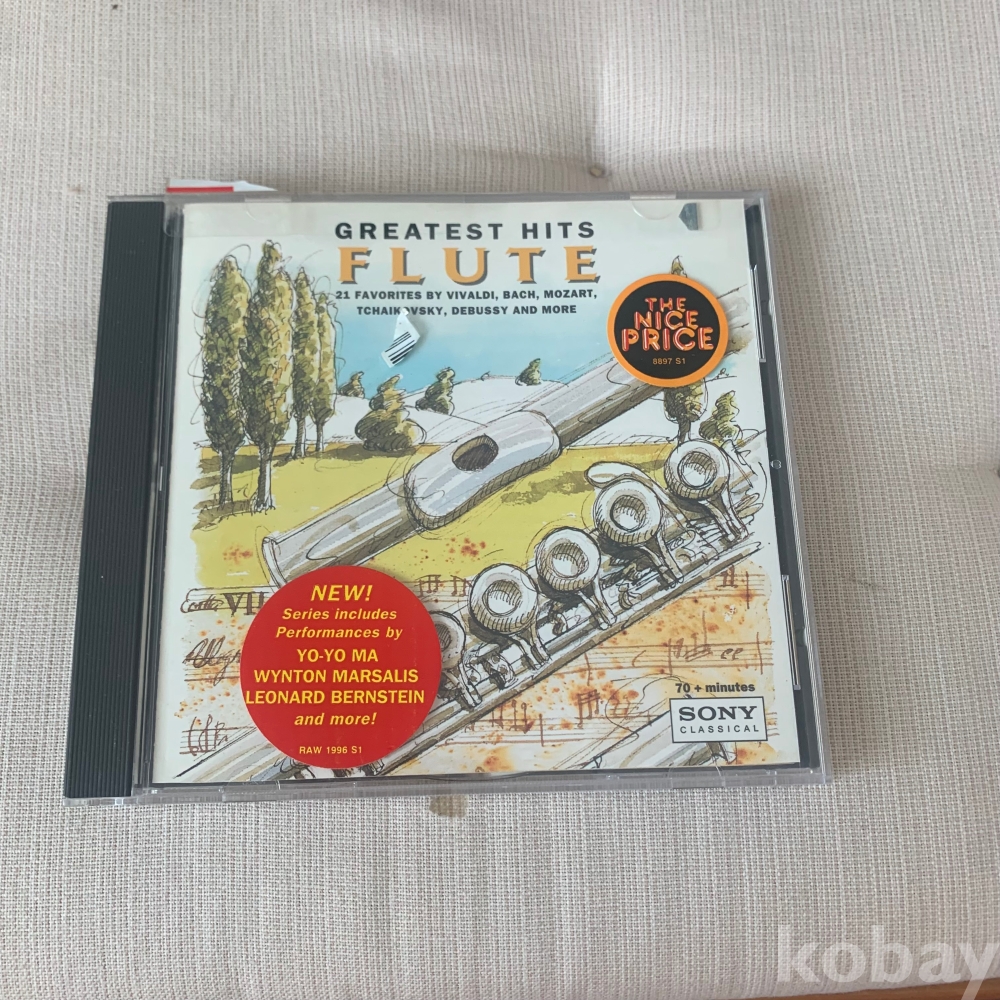 GREATEST HITS
FLUTE
21 FAVORITES BY VIVALDI, BACH, MOZART,
TCHAIKOVSKY, DEBUSSY AND MORE
THE
NICE
PRICE
8897 S1
VII
NEW!
Series includes
Performances by
YO-YO MA
WYNTON MARSALIS
LEONARD BERNSTEIN
and more!
RAW 1996 S1
70 + minutes
SONY
CLASSICAL
kobay